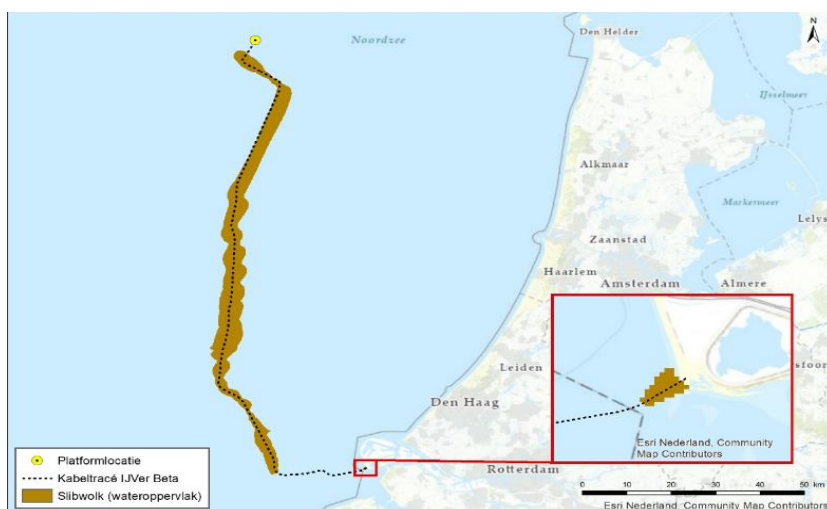 Noordzee
Den Helder
N
IJsselmeer
Alkmaar
Markermeer
Lelys
Zaanstad
Haarlem
Amsterdam
Almere
Leiden
Den Haag
sfoor
Esri Nederland, Community
Map Contributors
Rotterdam
Platformlocatie
Kabeltracé IJVer Beta
Slibwolk (wateroppervlak)
0 10 20 30 40 50 km
Esri Nederland, Community Map Contributors